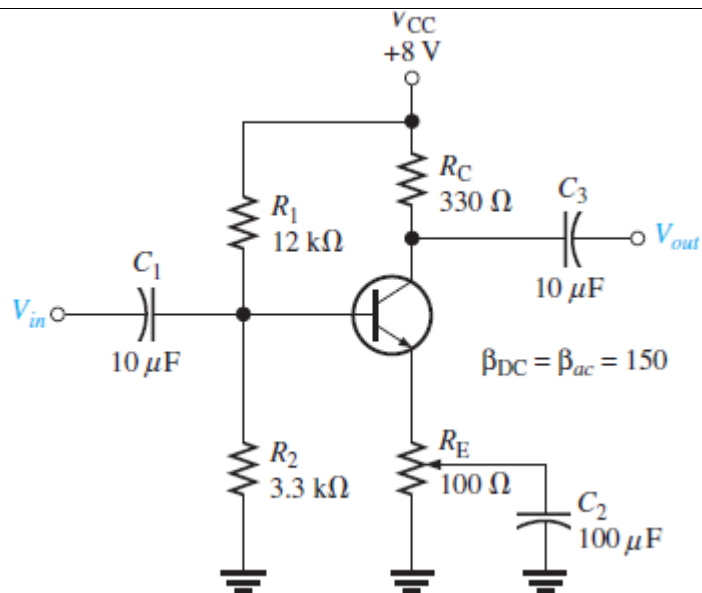 VCC
+8 V
RC
330 Ω
C3
R1
12 kΩ
Vout
C1
10 μF
Vin
10 μF
βDC = βac = 150
R2
3.3 kΩ
RE
100 Ω
C2
100 μF